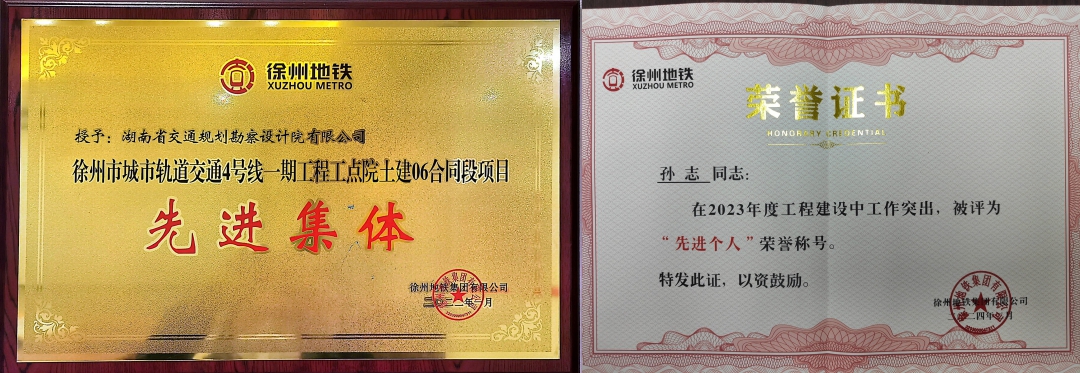 徐州地铁
XUZHOU METRO
授予：湖南省交通规划勘察设计院有限公司
徐州市城市轨道交通4号线一期工程工点院土建06合同段项目
先进集体
徐州地铁集团有限公司
徐州地铁
XUZHOU METRO
荣誉证书
HONORARY CREDENTIAL
孙志 同志：
在2023年度工程建设中工作突出，被评为
“先进个人”荣誉称号。
特发此证，以资鼓励。
徐州地铁集团有限公司